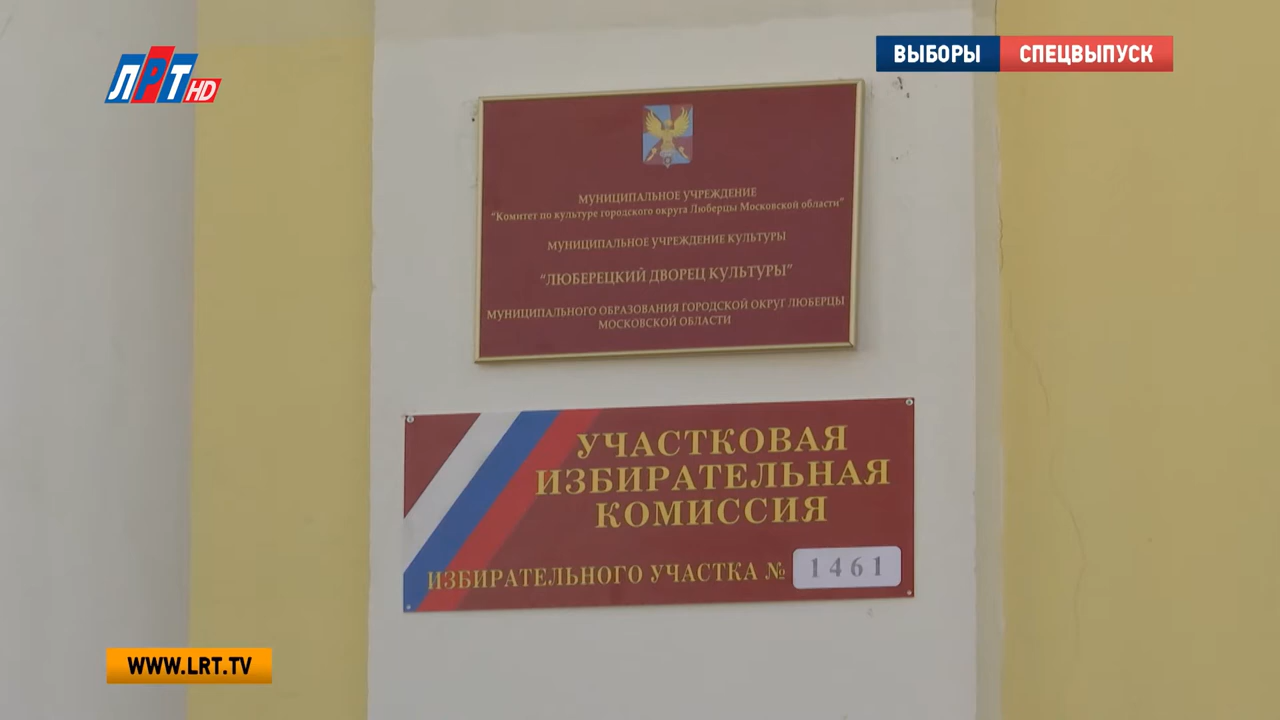 ЛРТ HD
ВЫБОРЫ СПЕЦВЫПУСК
МУНИЦИПАЛЬНОЕ УЧРЕЖДЕНИЕ
"Комитет по культуре городского округа Люберцы Московской области"
МУНИЦИПАЛЬНОЕ УЧРЕЖДЕНИЕ КУЛЬТУРЫ
"ЛЮБЕРЕЦКИЙ ДВОРЕЦ КУЛЬТУРЫ"
МУНИЦИПАЛЬНОГО ОБРАЗОВАНИЯ ГОРОДСКОЙ ОКРУГ ЛЮБЕРЦЫ
МОСКОВСКОЙ ОБЛАСТИ
УЧАСТКОВАЯ
ИЗБИРАТЕЛЬНАЯ
КОМИССИЯ
ИЗБИРАТЕЛЬНОГО УЧАСТКА № 1461
WWW.LRT.TV